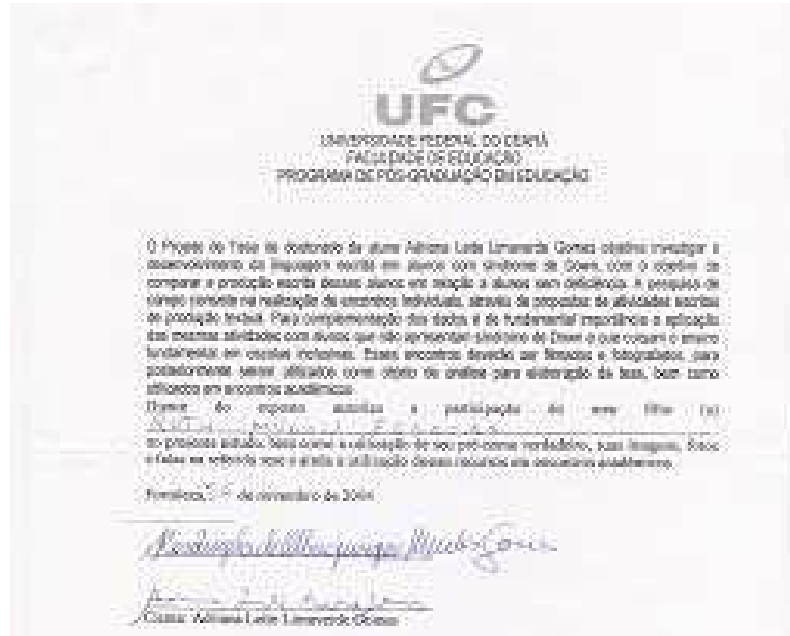 UFC
UNIVERSIDADE FEDERAL DO CEARÁ
FACULDADE DE EDUCAÇÃO
PROGRAMA DE PÓS-GRADUAÇÃO EM EDUCAÇÃO
O Projeto de Tese de doutorado da aluna Adriana Leite Limaverde Gomes objetiva investigar o
desenvolvimento da linguagem escrita em alunos com síndrome de Down, com o objetivo de
comparar a produção escrita desses alunos em relação a alunos sem deficiência. A pesquisa de
campo consiste na realização de encontros individuais, através de propostas de atividades escritas
de produção textual. Para complementação dos dados é de fundamental importância a aplicação
das mesmas atividades com alunos que não apresentam síndrome de Down e que cursam o ensino
fundamental em escolas inclusivas. Esses encontros deverão ser filmados e fotografados, para
posteriormente serem utilizados como objeto de análise para elaboração da tese, bem como
utilizados em encontros acadêmicos.
Diante do exposto autorizo a participação do meu filho (a)
no presente estudo, bem como a utilização de seu pré-nome verdadeiro, suas imagens, fotos
e falas na referida tese e ainda a utilização desses recursos em encontros acadêmicos.
Fortaleza, de novembro de 2004
Adriana Leite Limaverde Gomes